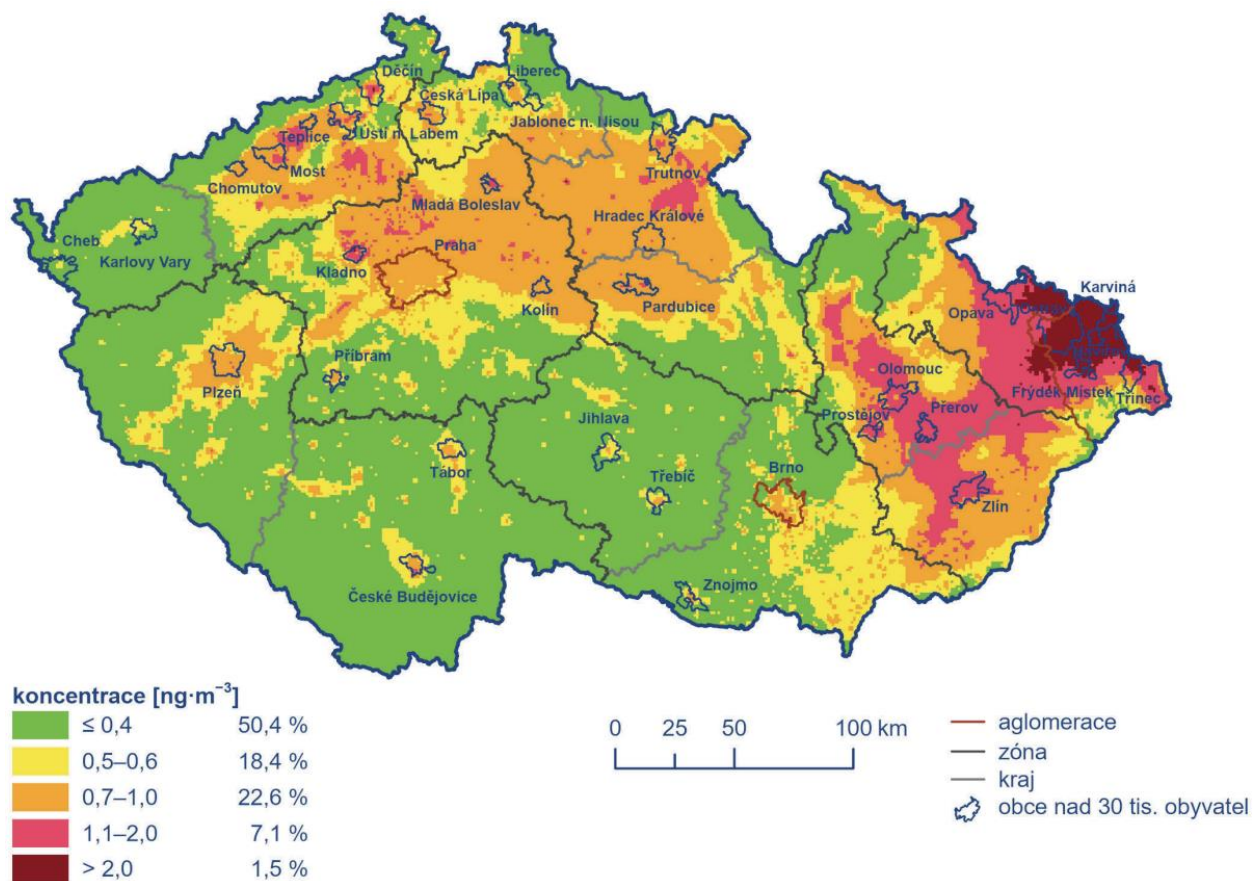 Děčín
Liberec
Česká Lípa
Jablonec n. Nisou
Teplice
Ústí n. Labem
Most
Chomutov
Trutnov
Mladá Boleslav
Hradec Králové
Cheb
Karlovy Vary
Praha
Kladno
Kolín
Pardubice
Opava
Karviná
Příbram
Plzeň
Olomouc
Frýdek-Místek
Třinec
Prostějov
Přerov
Jihlava
Tábor
Třebíč
Brno
Zlín
České Budějovice
Znojmo
koncentrace [ng·m⁻³]
≤ 0,4 50,4 %
0,5–0,6 18,4 %
0,7–1,0 22,6 %
1,1–2,0 7,1 %
> 2,0 1,5 %
0 25 50 100 km
aglomerace
zóna
kraj
obce nad 30 tis. obyvatel